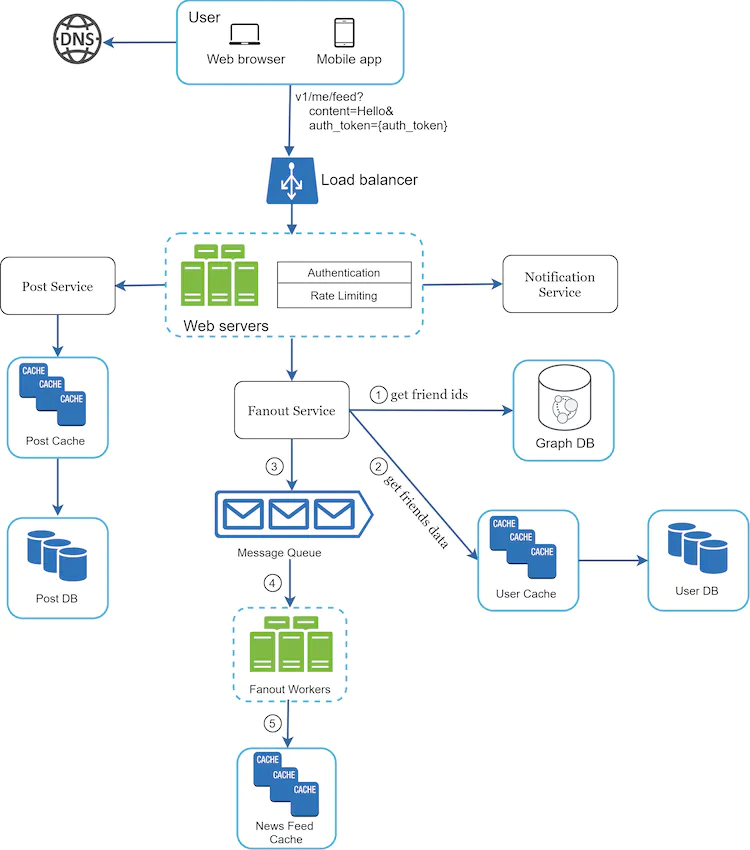 User
DNS
Web browser
Mobile app
v1/me/feed?
content=Hello&
auth_token={auth_token}
Load balancer
Authentication
Rate Limiting
Web servers
Post Service
Notification
Service
CACHE
CACHE
CACHE
Post Cache
Fanout Service
1 get friend ids
Graph DB
2 get friends data
3
Message Queue
CACHE
CACHE
CACHE
User Cache
User DB
Post DB
4
Fanout Workers
5
CACHE
CACHE
CACHE
News Feed
Cache